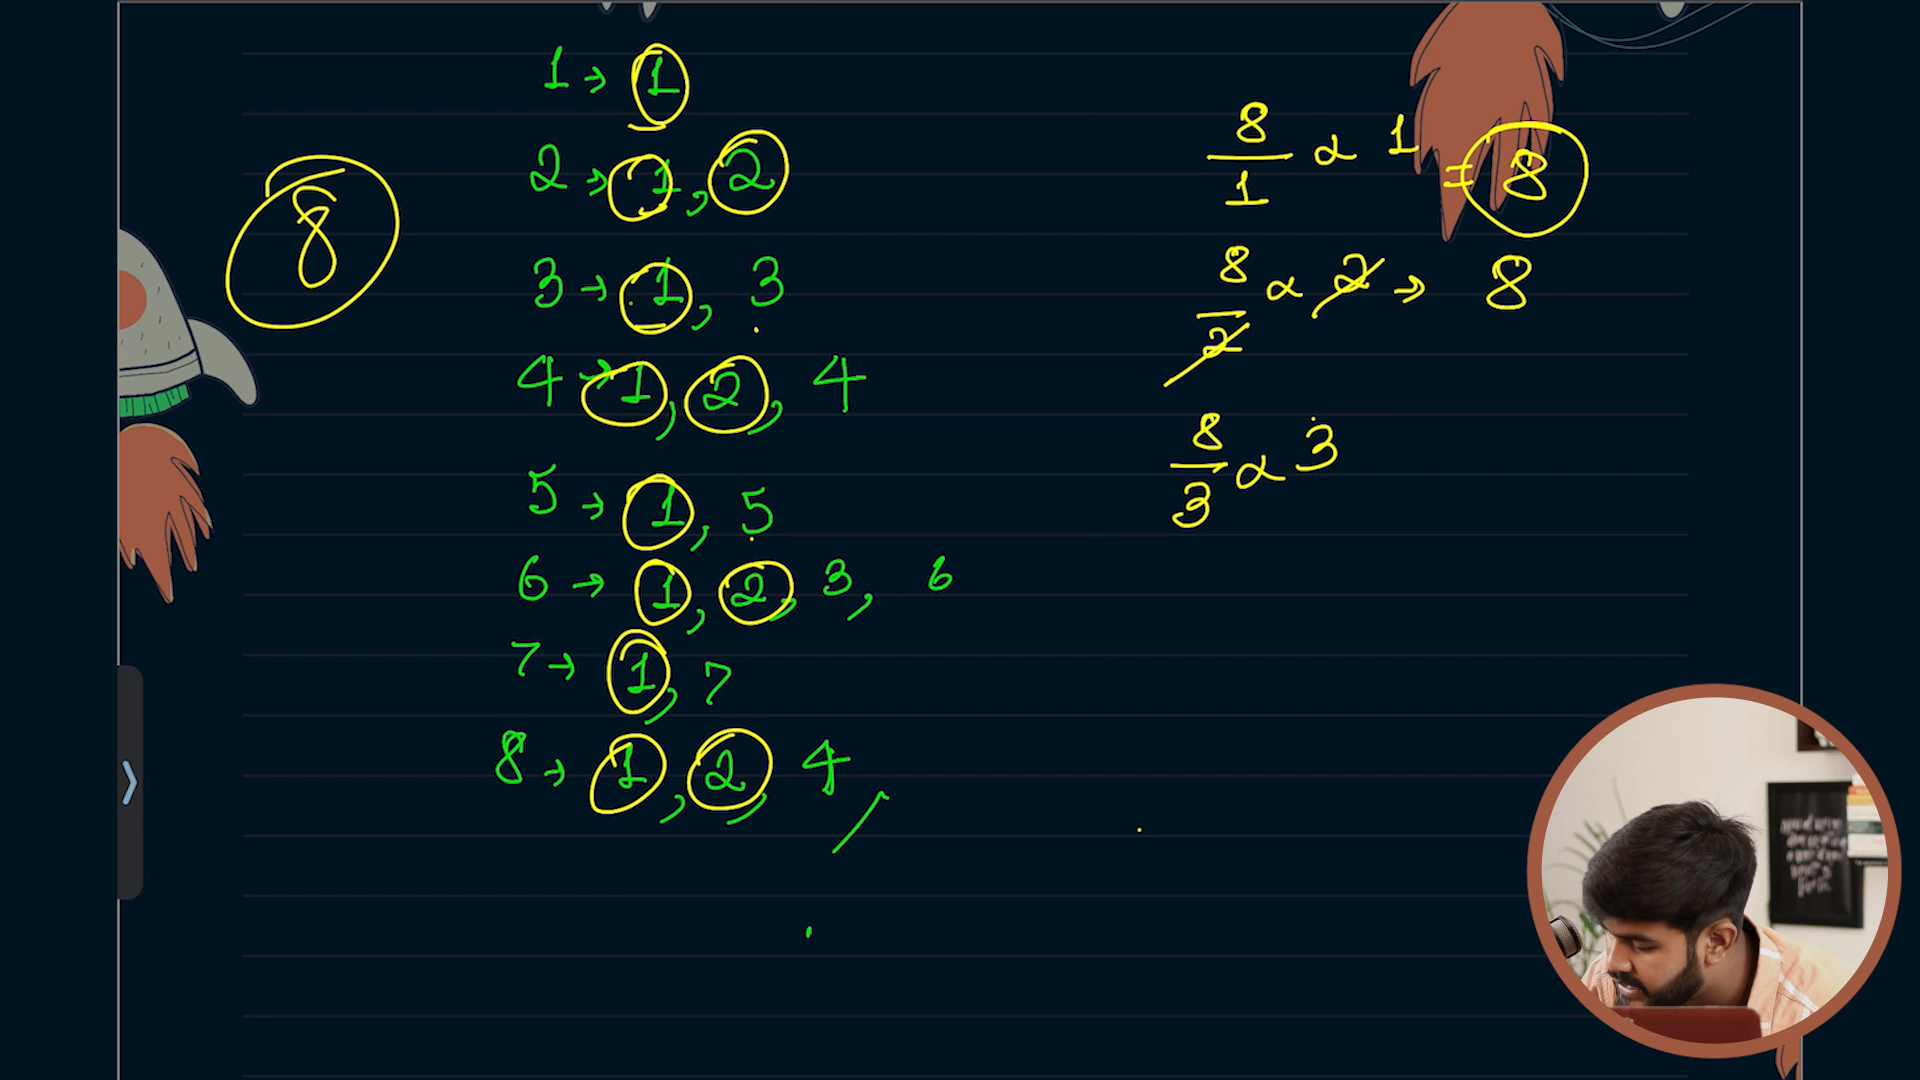 8
1 → 1
2 → 1, 2
3 → 1, 3
4 → 1, 2, 4
5 → 1, 5
6 → 1, 2, 3, 6
7 → 1, 7
8 → 1, 2, 4
8/1 × 1 = 8
8/2 × 2 → 8
8/3 × 3